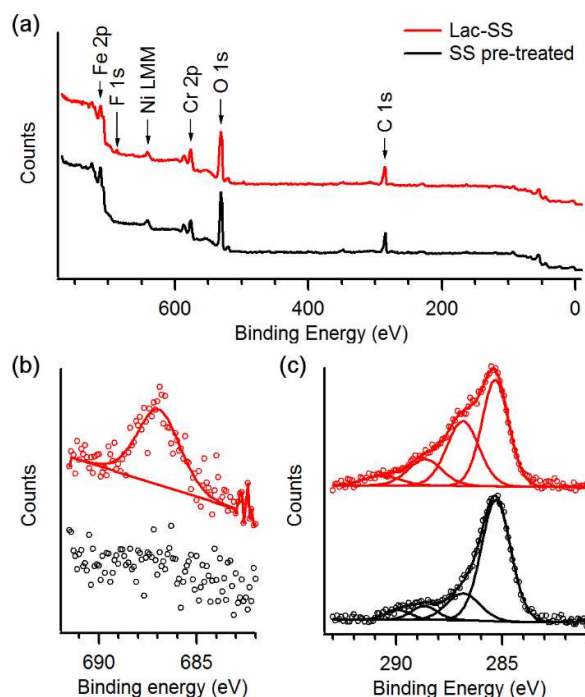 (a)
Lac-SS
SS pre-treated
Fe 2p
F 1s
Ni LMM
Cr 2p
O 1s
C 1s
Counts
600 400 200 0
Binding Energy (eV)
(b)
Counts
690 685
Binding energy (eV)
(c)
Counts
290 285
Binding Energy (eV)